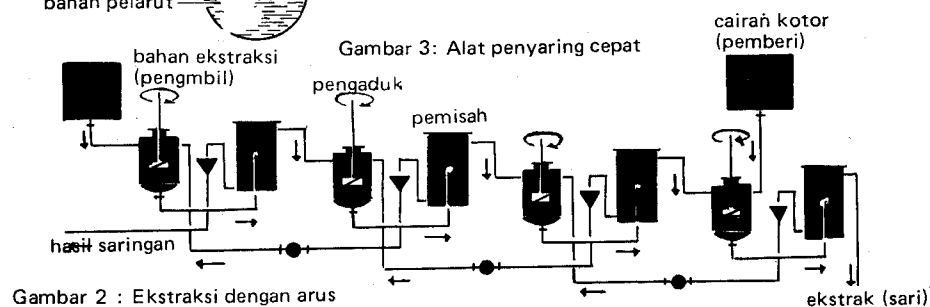 bahan pelarut
Gambar 3: Alat penyaring cepat
cairan kotor
(pemberi)
bahan ekstraksi
(pengmbil)
pengaduk
pemisah
hasil saringan
Gambar 2 : Ekstraksi dengan arus
ekstrak (sari)